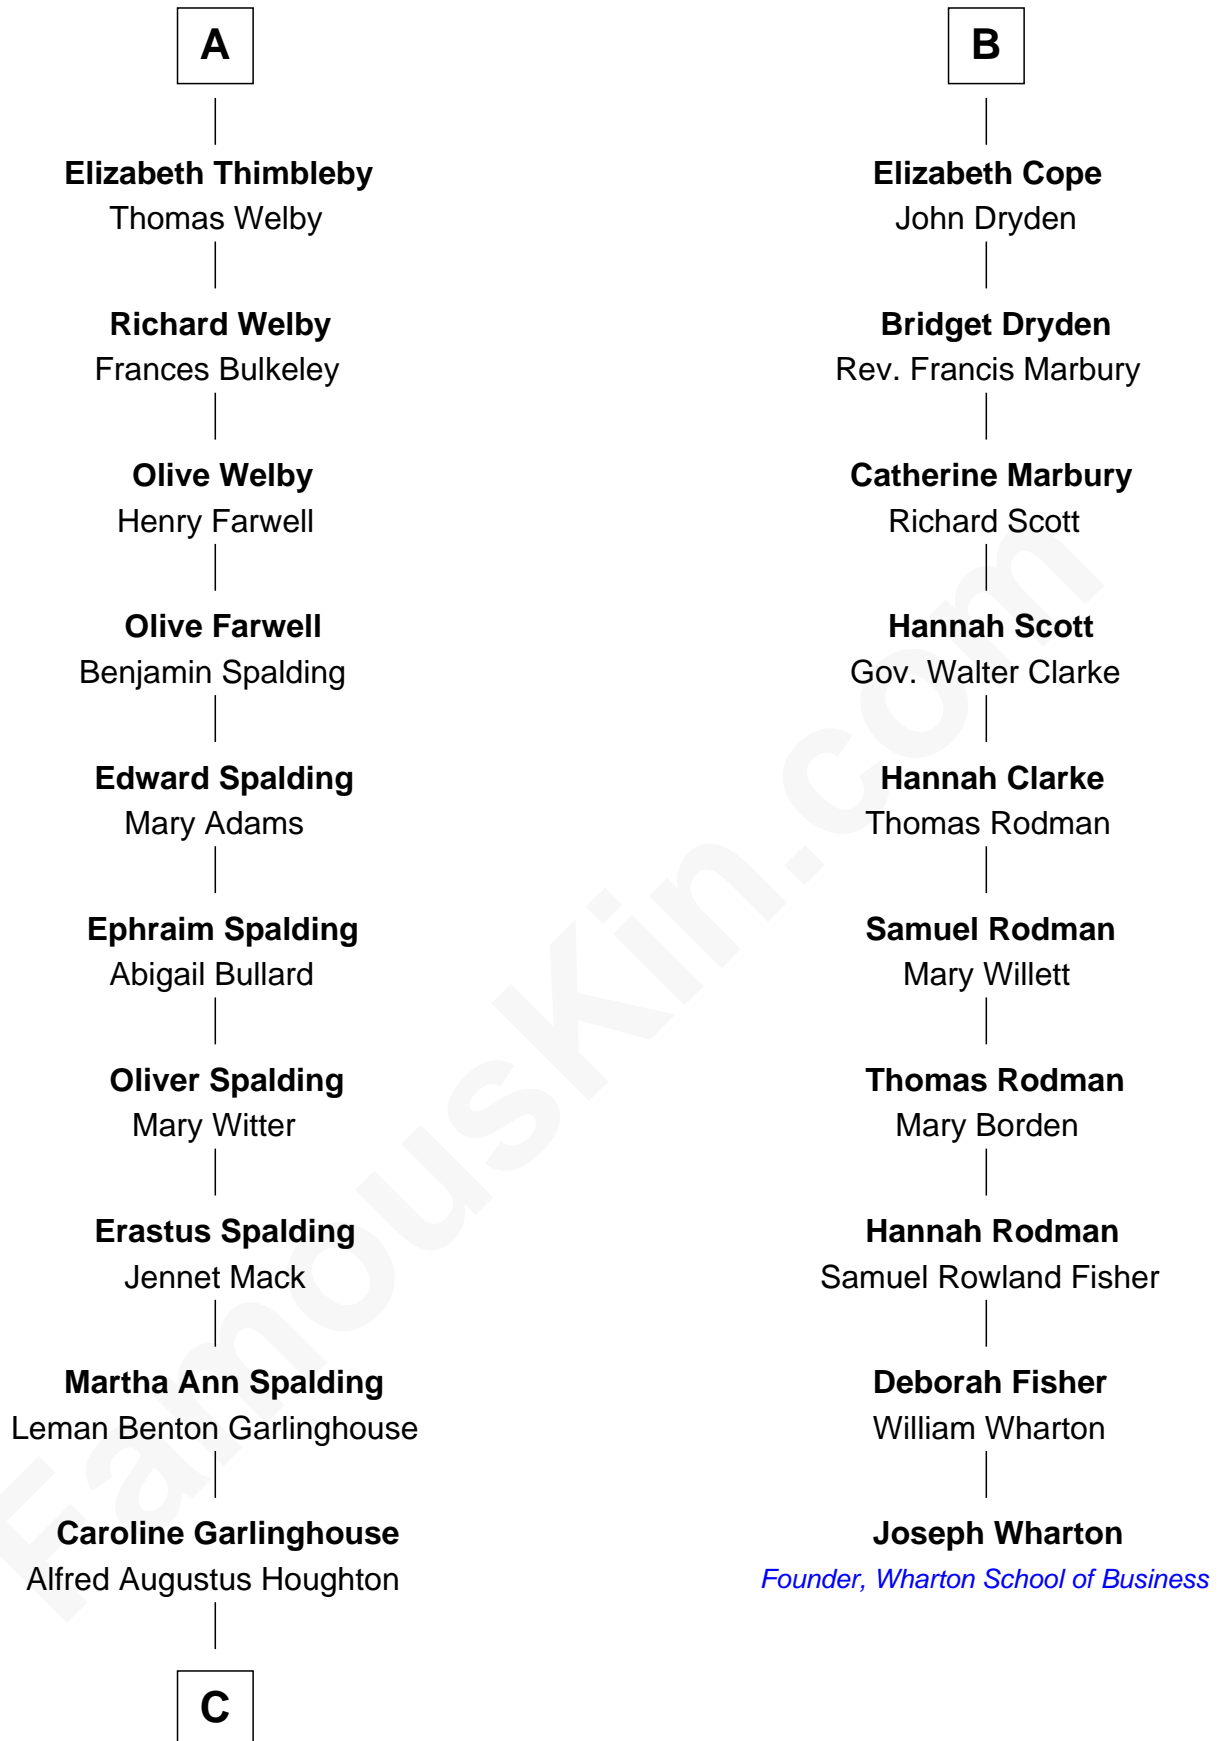 A
Elizabeth Thimbleby
Thomas Welby
Richard Welby
Frances Bulkeley
Olive Welby
Henry Farwell
Olive Farwell
Benjamin Spalding
Edward Spalding
Mary Adams
Ephraim Spalding
Abigail Bullard
Oliver Spalding
Mary Witter
Erastus Spalding
Jennet Mack
Martha Ann Spalding
Leman Benton Garlinghouse
Caroline Garlinghouse
Alfred Augustus Houghton
C
B
Elizabeth Cope
John Dryden
Bridget Dryden
Rev. Francis Marbury
Catherine Marbury
Richard Scott
Hannah Scott
Gov. Walter Clarke
Hannah Clarke
Thomas Rodman
Samuel Rodman
Mary Willett
Thomas Rodman
Mary Borden
Hannah Rodman
Samuel Rowland Fisher
Deborah Fisher
William Wharton
Joseph Wharton
Founder, Wharton School of Business
FamousKin.com